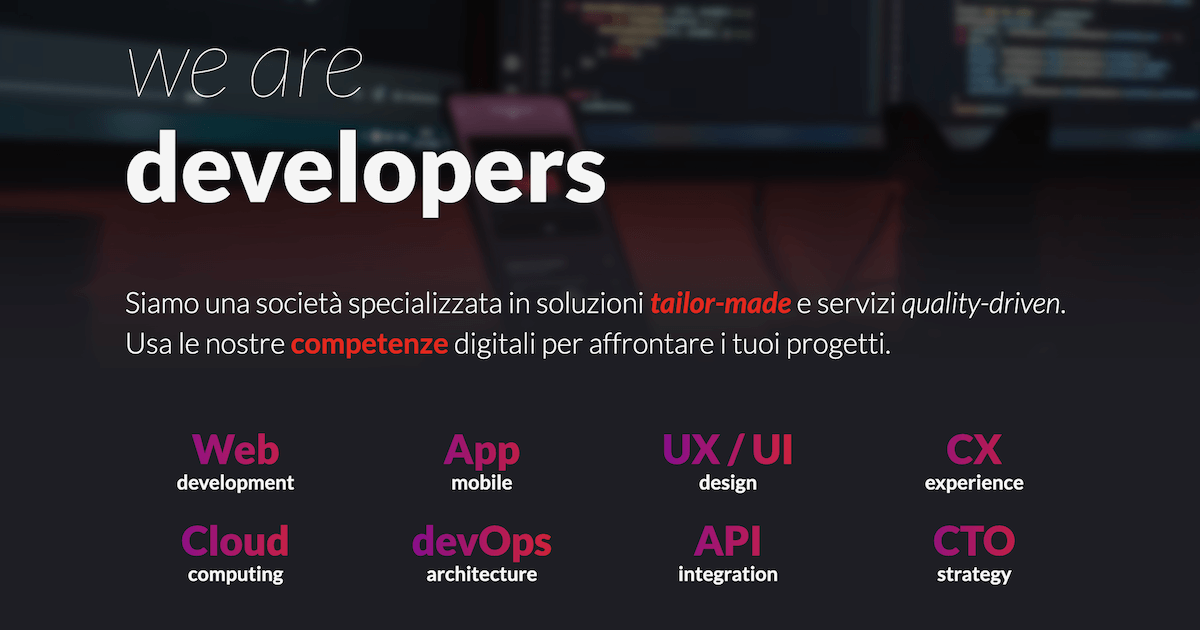 we are
developers
Siamo una società specializzata in soluzioni tailor-made e servizi quality-driven.
Usa le nostre competenze digitali per affrontare i tuoi progetti.
Web App UX / UI CX
development mobile design experience
Cloud devOps API CTO
computing architecture integration strategy